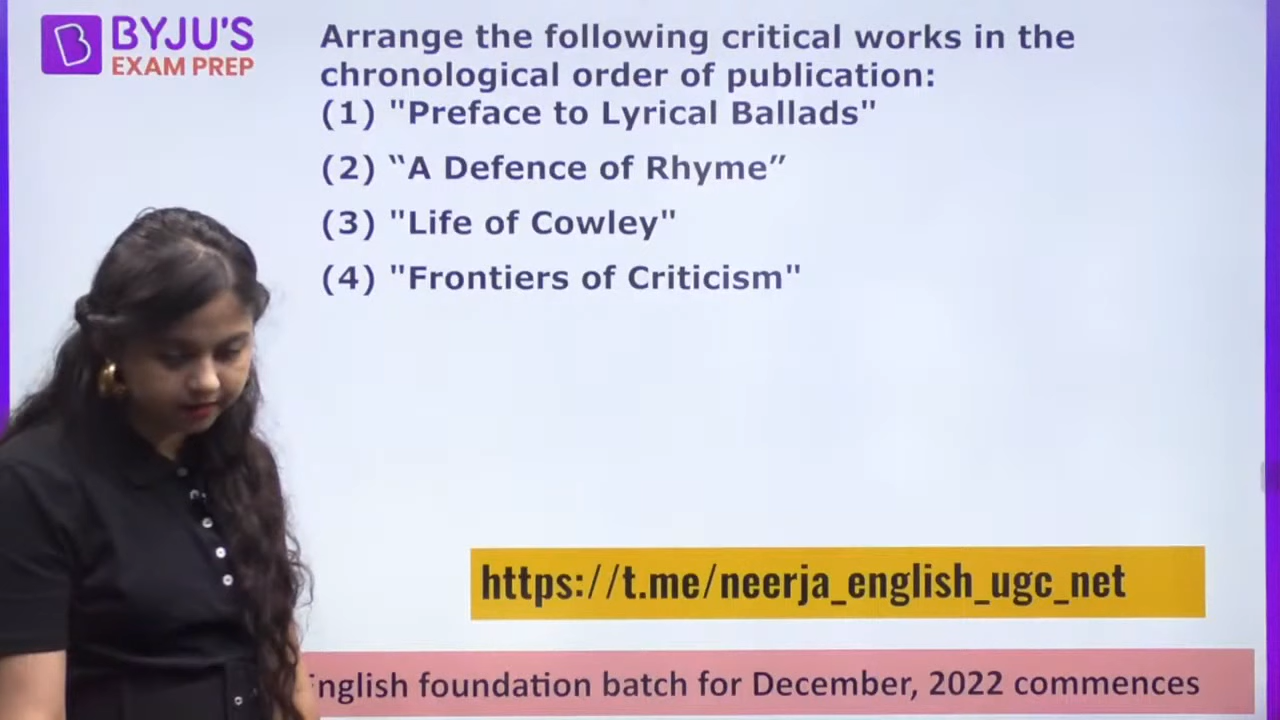 BYJU'S
EXAM PREP
Arrange the following critical works in the
chronological order of publication:
(1) "Preface to Lyrical Ballads"
(2) “A Defence of Rhyme”
(3) "Life of Cowley"
(4) "Frontiers of Criticism"
https://t.me/neerja_english_ugc_net
English foundation batch for December, 2022 commences